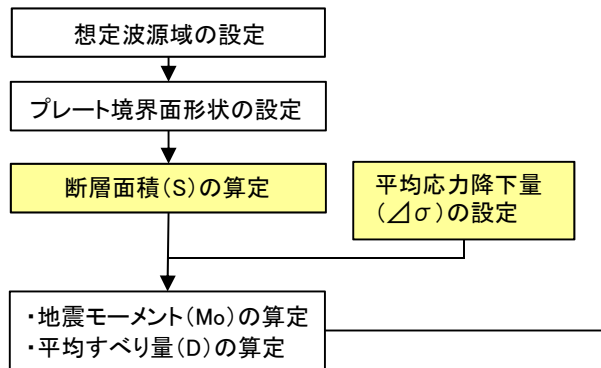 想定波源域の設定
プレート境界面形状の設定
断層面積(S)の算定
平均応力降下量
(⊿σ)の設定
・地震モーメント(Mo)の算定
・平均すべり量(D)の算定